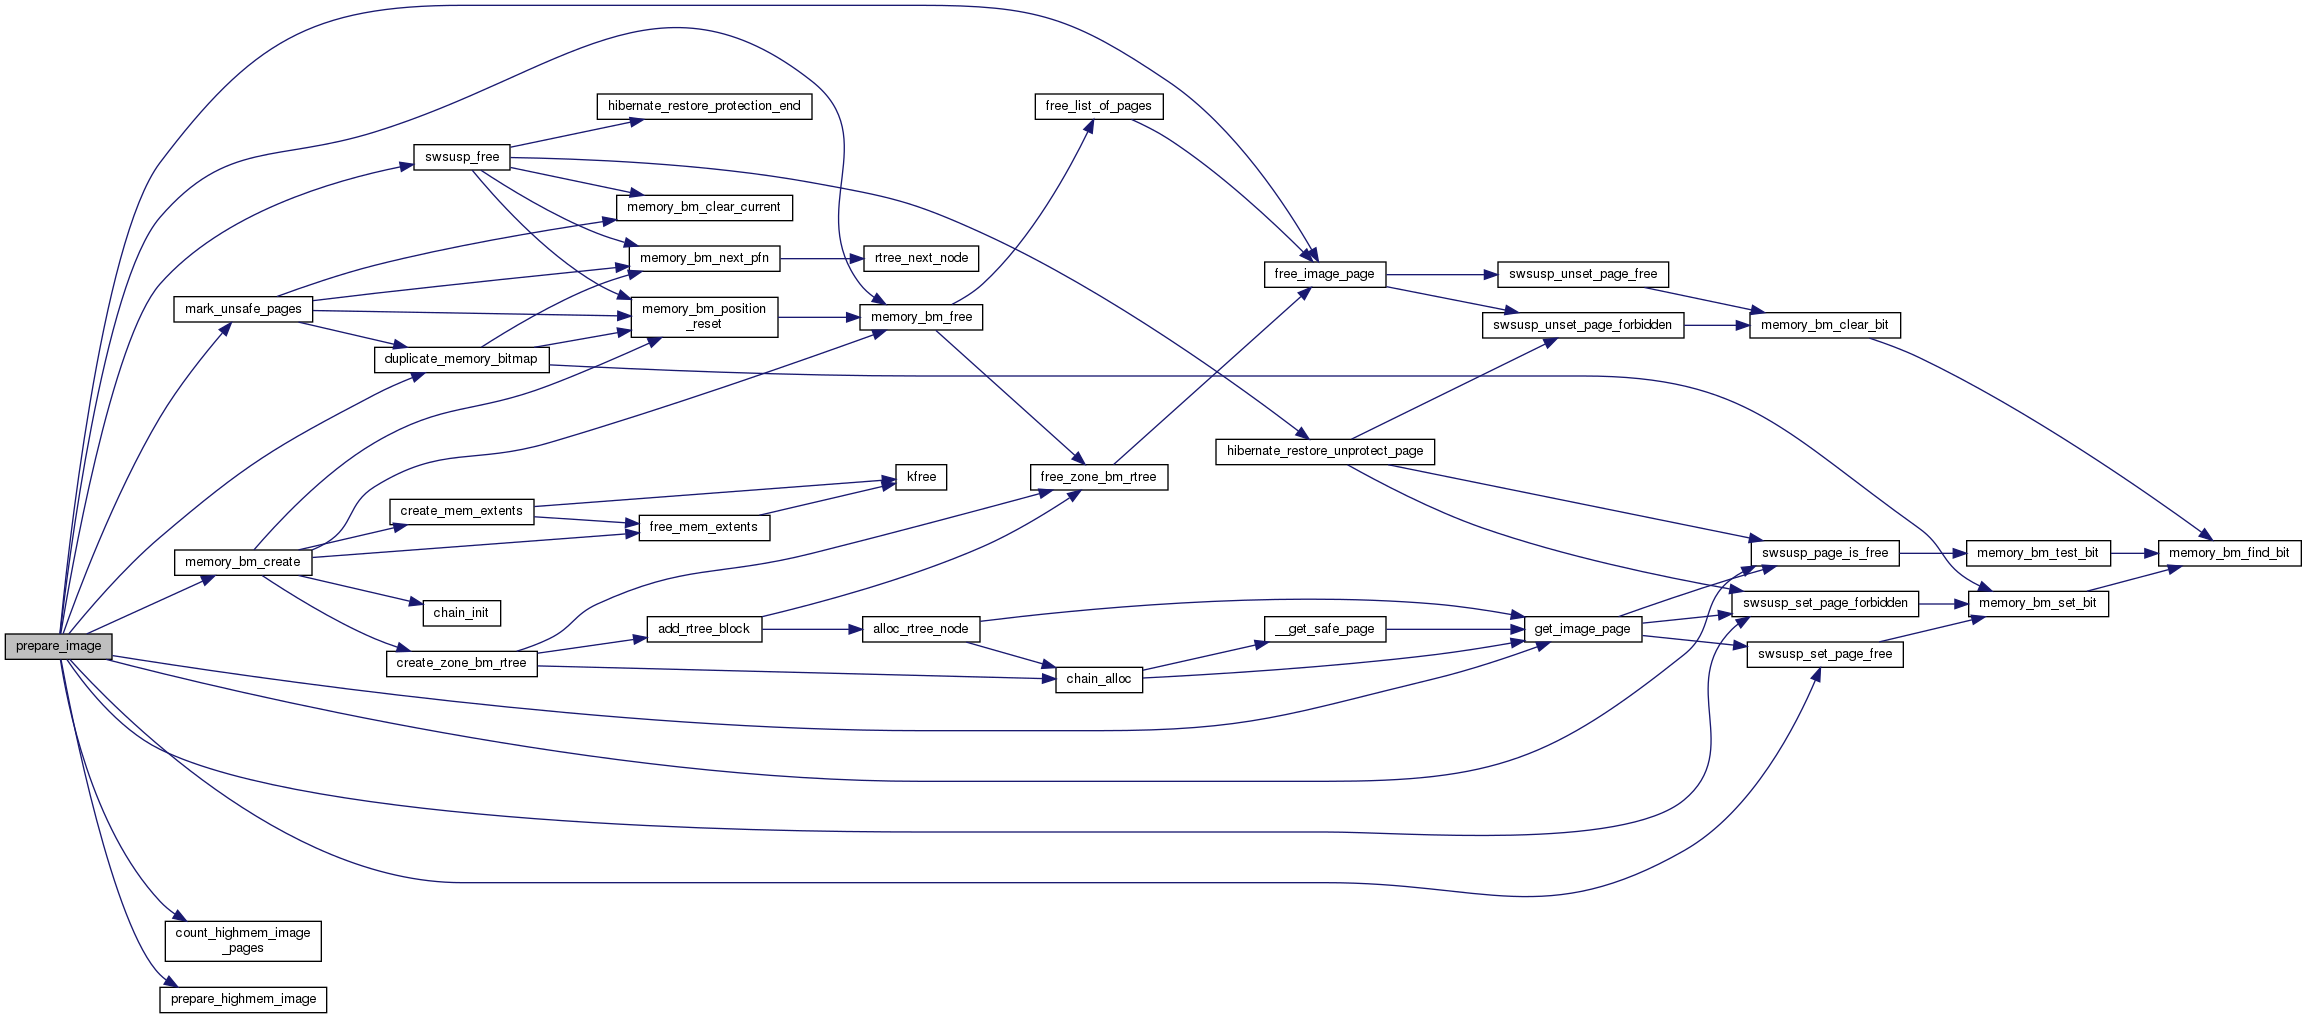 hibernate_restore_protection_end
free_list_of_pages
swsusp_free
memory_bm_clear_current
memory_bm_next_pfn
rtree_next_node
free_image_page
swsusp_unset_page_free
mark_unsafe_pages
memory_bm_position
_reset
memory_bm_free
swsusp_unset_page_forbidden
memory_bm_clear_bit
duplicate_memory_bitmap
hibernate_restore_unprotect_page
kfree
free_zone_bm_rtree
create_mem_extents
free_mem_extents
memory_bm_create
swsusp_page_is_free
memory_bm_test_bit
memory_bm_find_bit
chain_init
swsusp_set_page_forbidden
memory_bm_set_bit
add_rtree_block
alloc_rtree_node
__get_safe_page
get_image_page
prepare_image
create_zone_bm_rtree
chain_alloc
swsusp_set_page_free
count_highmem_image
_pages
prepare_highmem_image